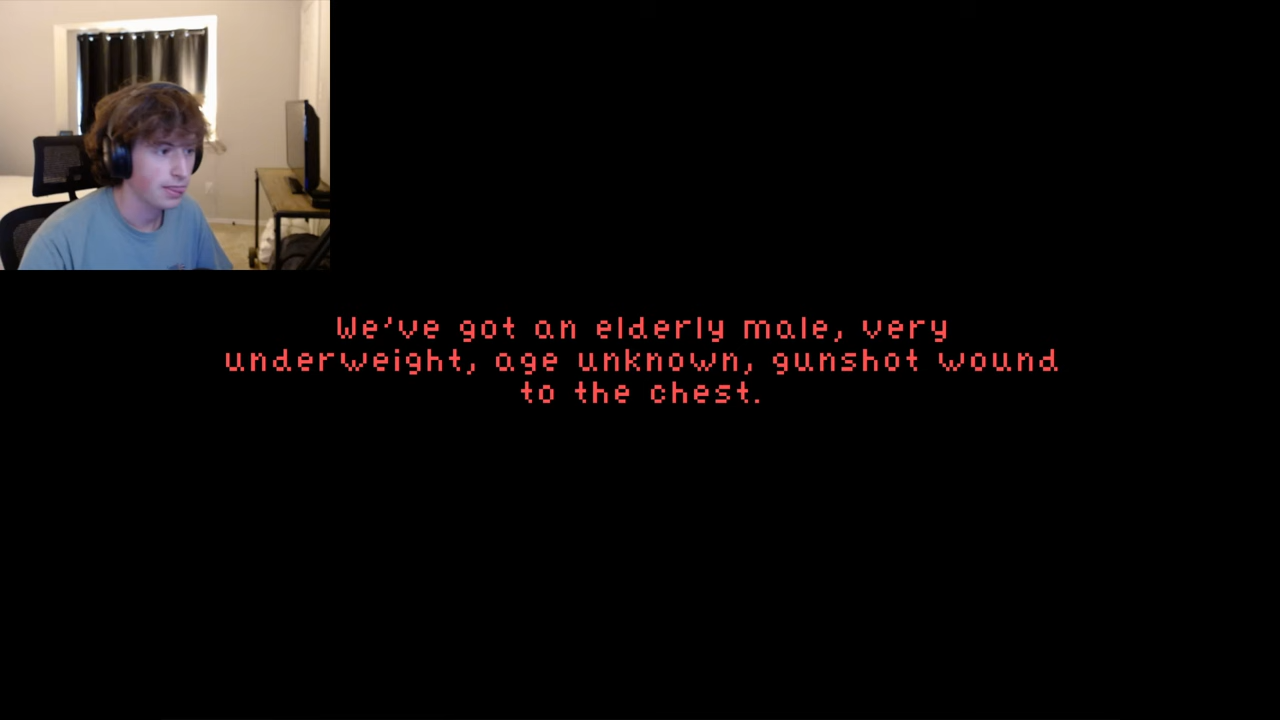 We've got an elderly male, very
underweight, age unknown, gunshot wound
to the chest.